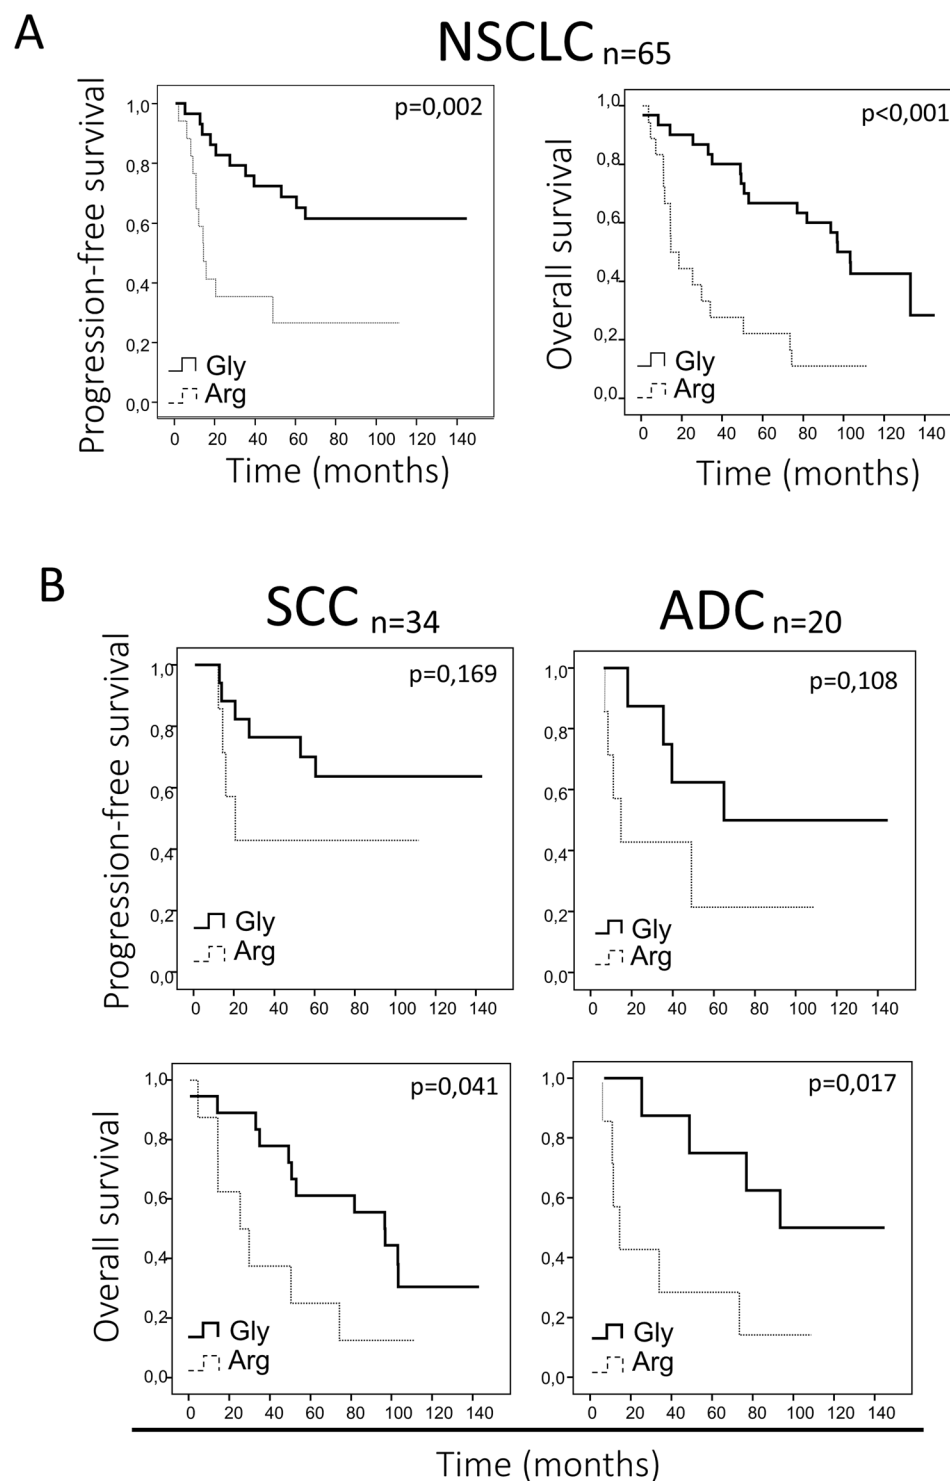 A
NSCLC n=65
Progression-free survival
p=0,002
1,0
0,8
0,6
0,4
0,2
0,0
Gly
Arg
0 20 40 60 80 100 120 140
Time (months)
Overall survival
p<0,001
1,0
0,8
0,6
0,4
0,2
0,0
Gly
Arg
0 20 40 60 80 100 120 140
Time (months)
B
SCC n=34
ADC n=20
Progression-free survival
p=0,169
1,0
0,8
0,6
0,4
0,2
0,0
Gly
Arg
0 20 40 60 80 100 120 140
p=0,108
1,0
0,8
0,6
0,4
0,2
0,0
Gly
Arg
0 20 40 60 80 100 120 140
Overall survival
p=0,041
1,0
0,8
0,6
0,4
0,2
0,0
Gly
Arg
0 20 40 60 80 100 120 140
p=0,017
1,0
0,8
0,6
0,4
0,2
0,0
Gly
Arg
0 20 40 60 80 100 120 140
Time (months)